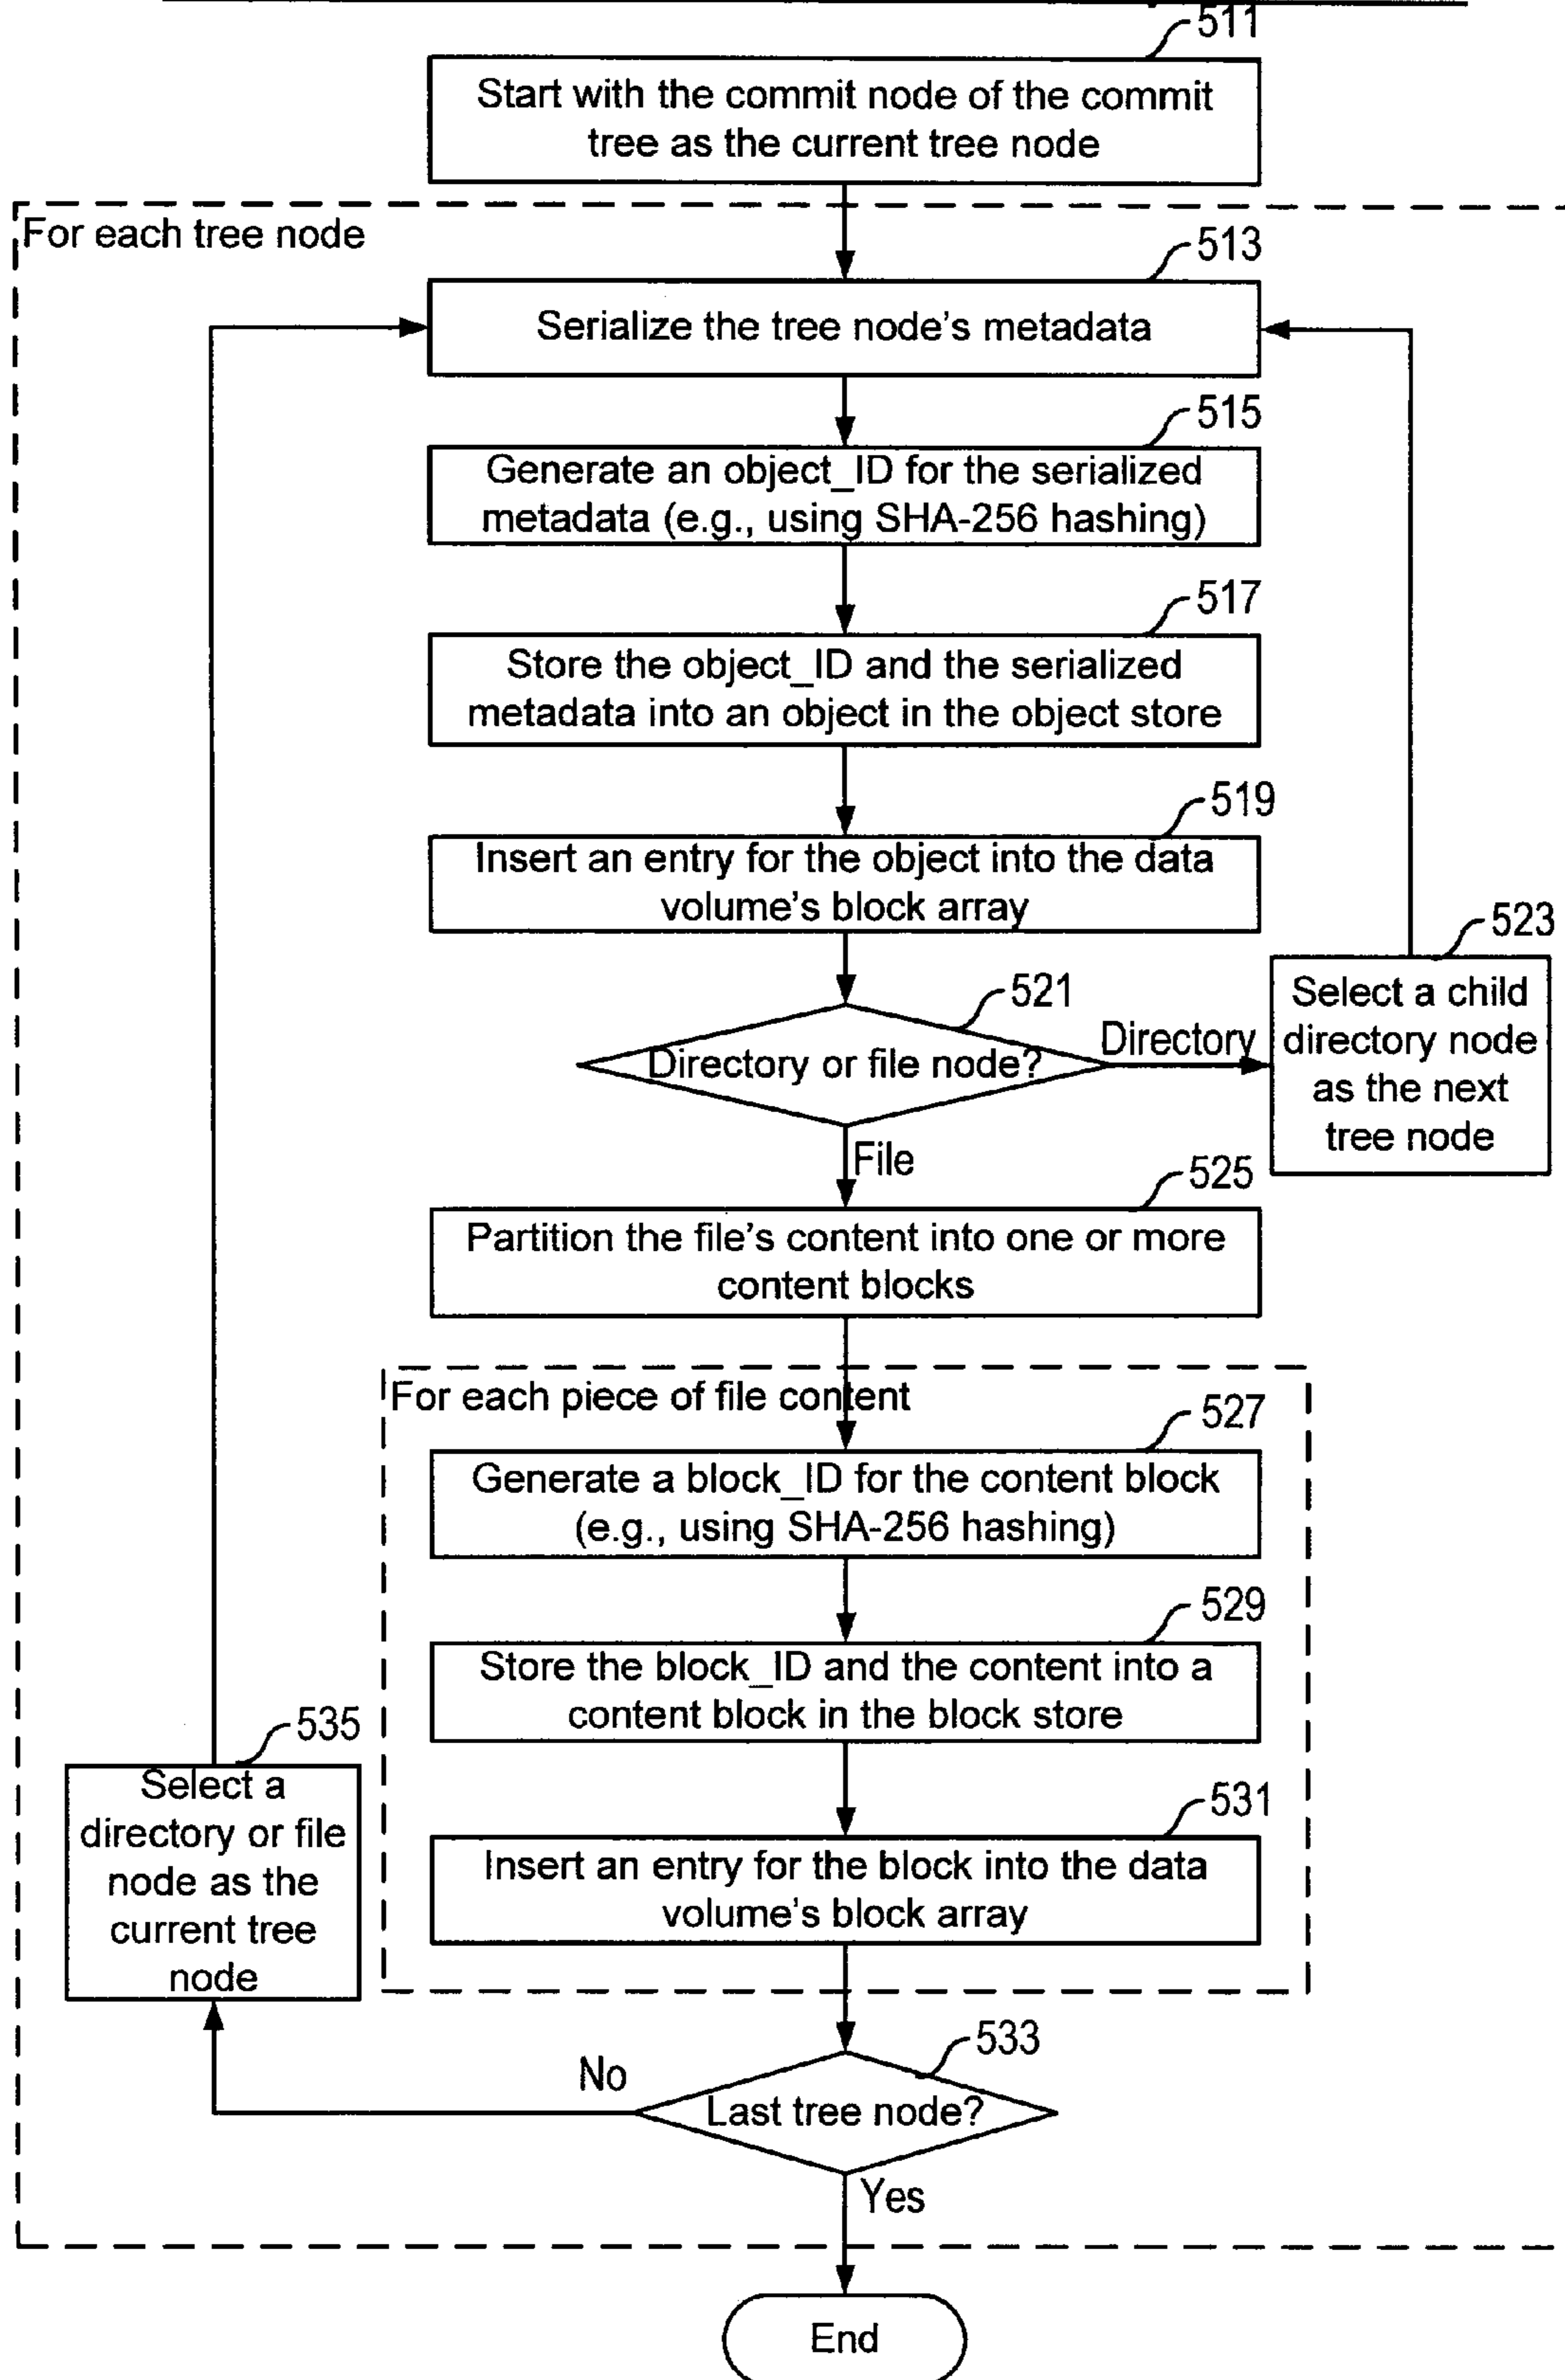 511
Start with the commit node of the commit
tree as the current tree node
For each tree node
513
Serialize the tree node's metadata
515
Generate an object_ID for the serialized
metadata (e.g., using SHA-256 hashing)
517
Store the object_ID and the serialized
metadata into an object in the object store
519
Insert an entry for the object into the data
volume's block array
521
Directory or file node?
Directory
523
Select a child
directory node
as the next
tree node
File
525
Partition the file's content into one or more
content blocks
For each piece of file content
527
Generate a block_ID for the content block
(e.g., using SHA-256 hashing)
529
Store the block_ID and the content into a
content block in the block store
531
Insert an entry for the block into the data
volume's block array
533
Last tree node?
No
535
Select a
directory or file
node as the
current tree
node
Yes
End